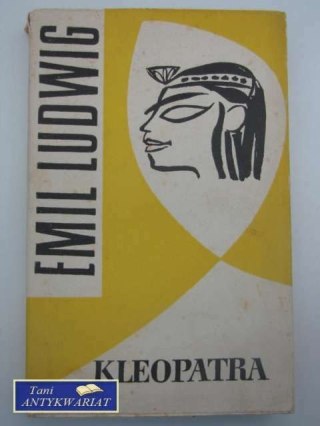 EMIL LUDWIG
KLEOPATRA
Tani
ANTYKWARIAT